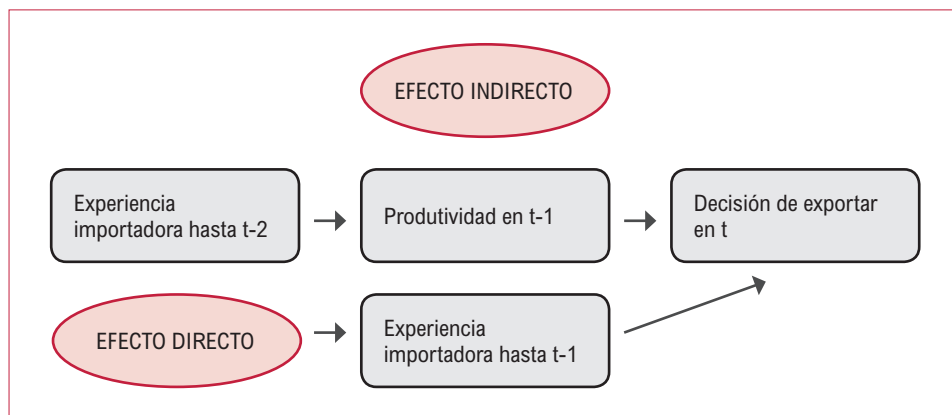 EFECTO INDIRECTO
Experiencia
importadora hasta t-2
Produtividad en t-1
Decisión de exportar
en t
EFECTO DIRECTO
Experiencia
importadora hasta t-1